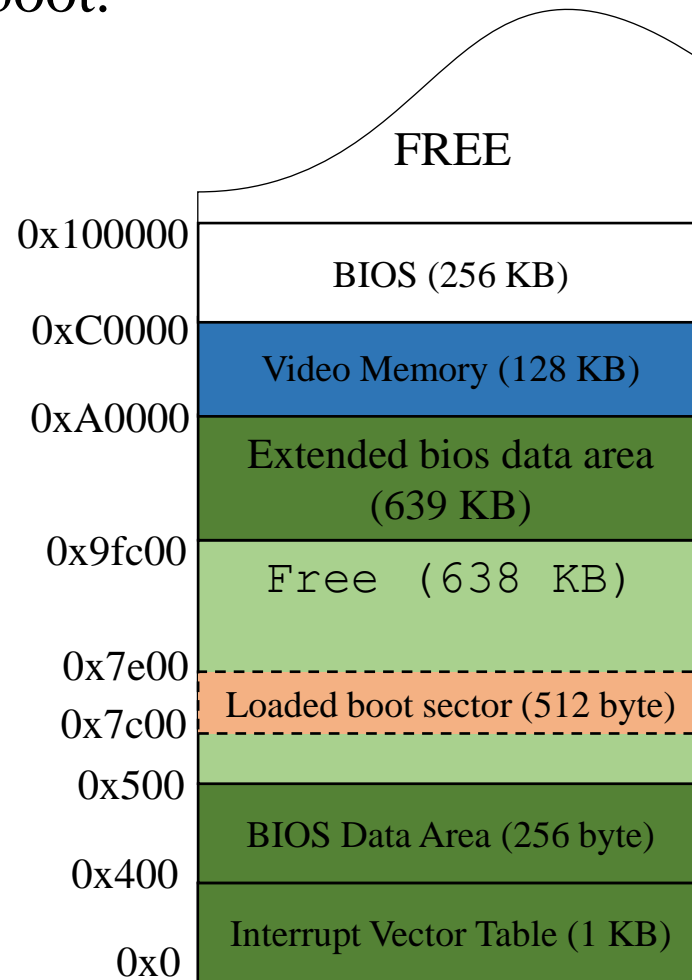 boot.
FREE
0x100000
BIOS (256 KB)
0xC0000
Video Memory (128 KB)
0xA0000
Extended bios data area
(639 KB)
0x9fc00
Free (638 KB)
0x7e00
Loaded boot sector (512 byte)
0x7c00
0x500
BIOS Data Area (256 byte)
0x400
Interrupt Vector Table (1 KB)
0x0